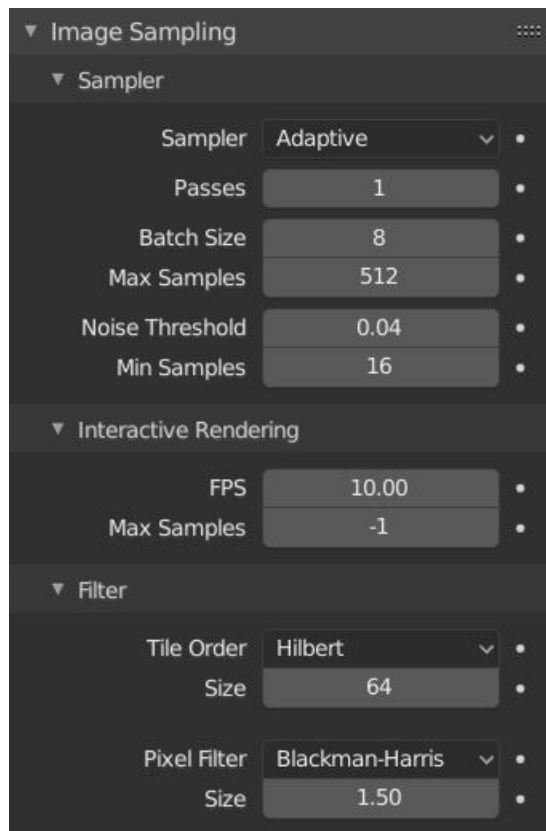 Image Sampling
Sampler
Sampler Adaptive
Passes 1
Batch Size 8
Max Samples 512
Noise Threshold 0.04
Min Samples 16
Interactive Rendering
FPS 10.00
Max Samples -1
Filter
Tile Order Hilbert
Size 64
Pixel Filter Blackman-Harris
Size 1.50